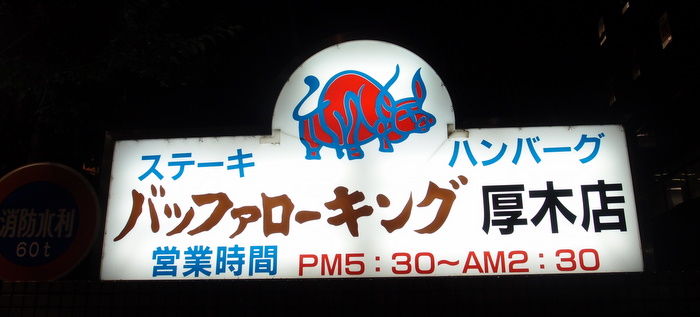 ステーキ ハンバーグ
バッファローキング 厚木店
営業時間 PM5:30～AM2:30
消防水利
60t